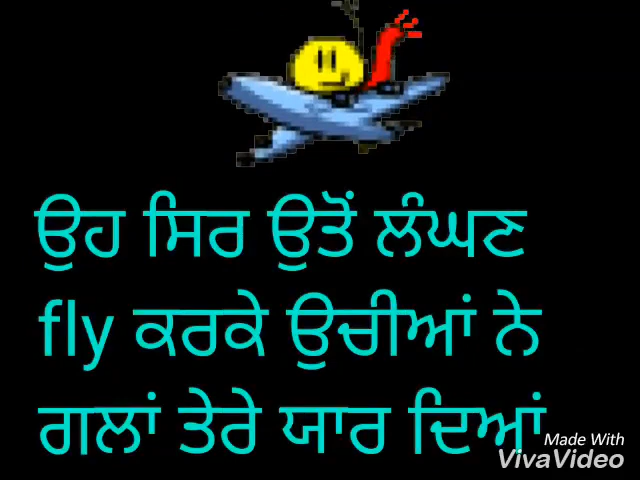 ਉਹ ਸਿਰ ਉਤੋਂ ਲੰਘਣ
fly ਕਰਕੇ ਉਚੀਆਂ ਨੇ
ਗਲਾਂ ਤੇਰੇ ਯਾਰ ਦਿਆਂ
Made With
VivaVideo